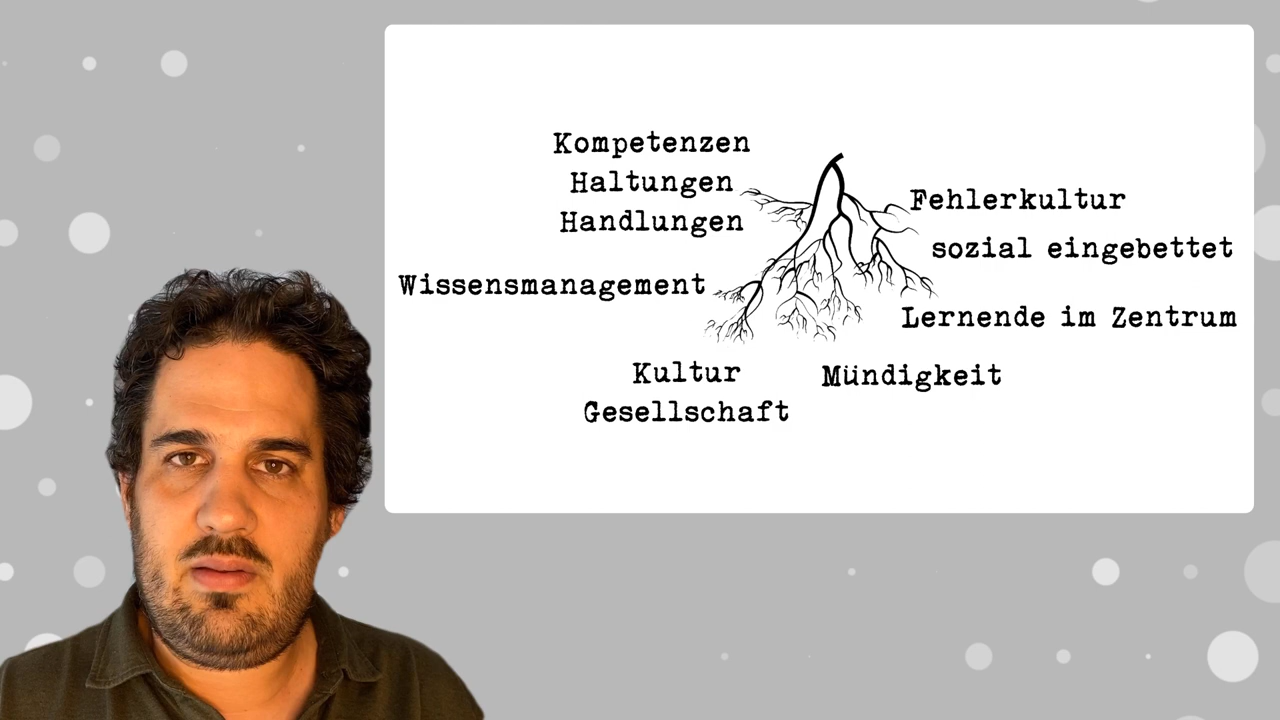 Kompetenzen
Haltungen
Handlungen
Wissensmanagement
Kultur
Gesellschaft
Fehlerkultur
sozial eingebettet
Lernende im Zentrum
Mündigkeit